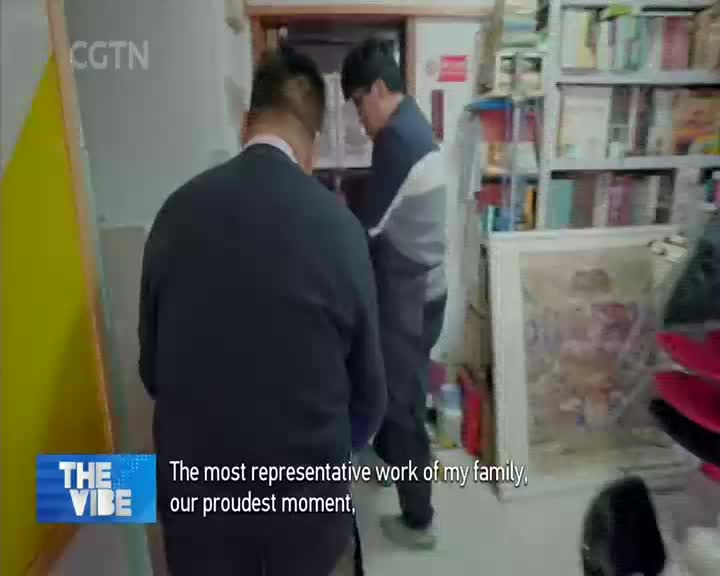 CGTN
THE
VIBE
The most representative work of my family,
our proudest moment,